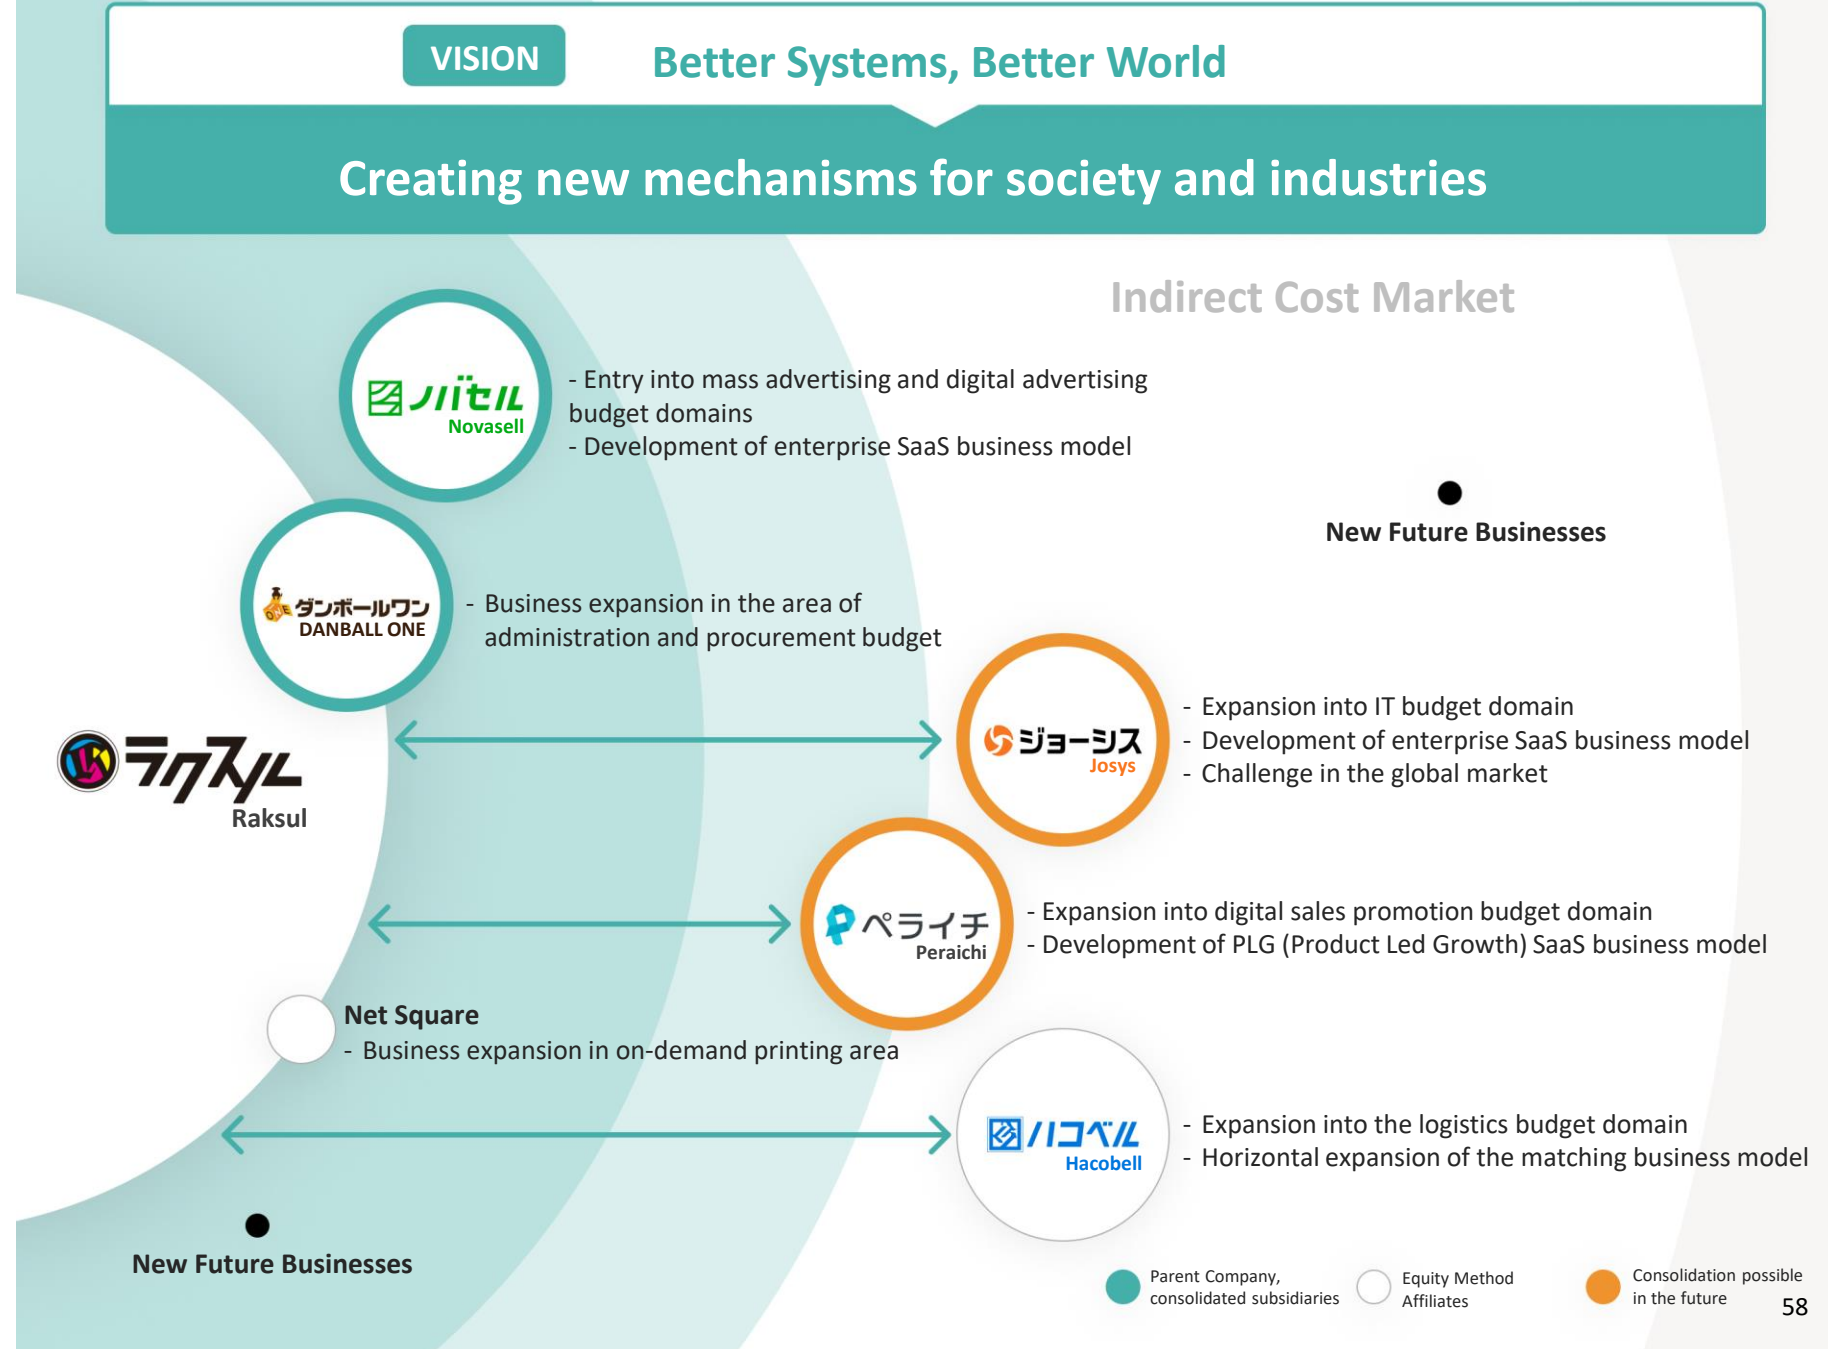 VISION
Better Systems, Better World
Creating new mechanisms for society and industries
Indirect Cost Market
ノバセル
Novasell
- Entry into mass advertising and digital advertising
budget domains
- Development of enterprise SaaS business model
New Future Businesses
ONE
ダンボールワン
DANBALL ONE
- Business expansion in the area of
administration and procurement budget
ラクスル
Raksul
ジョーシス
Josys
- Expansion into IT budget domain
- Development of enterprise SaaS business model
- Challenge in the global market
ペライチ
Peraichi
- Expansion into digital sales promotion budget domain
- Development of PLG (Product Led Growth) SaaS business model
Net Square
- Business expansion in on-demand printing area
ハコベル
Hacobell
- Expansion into the logistics budget domain
- Horizontal expansion of the matching business model
New Future Businesses
Parent Company,
consolidated subsidiaries
Equity Method
Affiliates
Consolidation possible
in the future
58